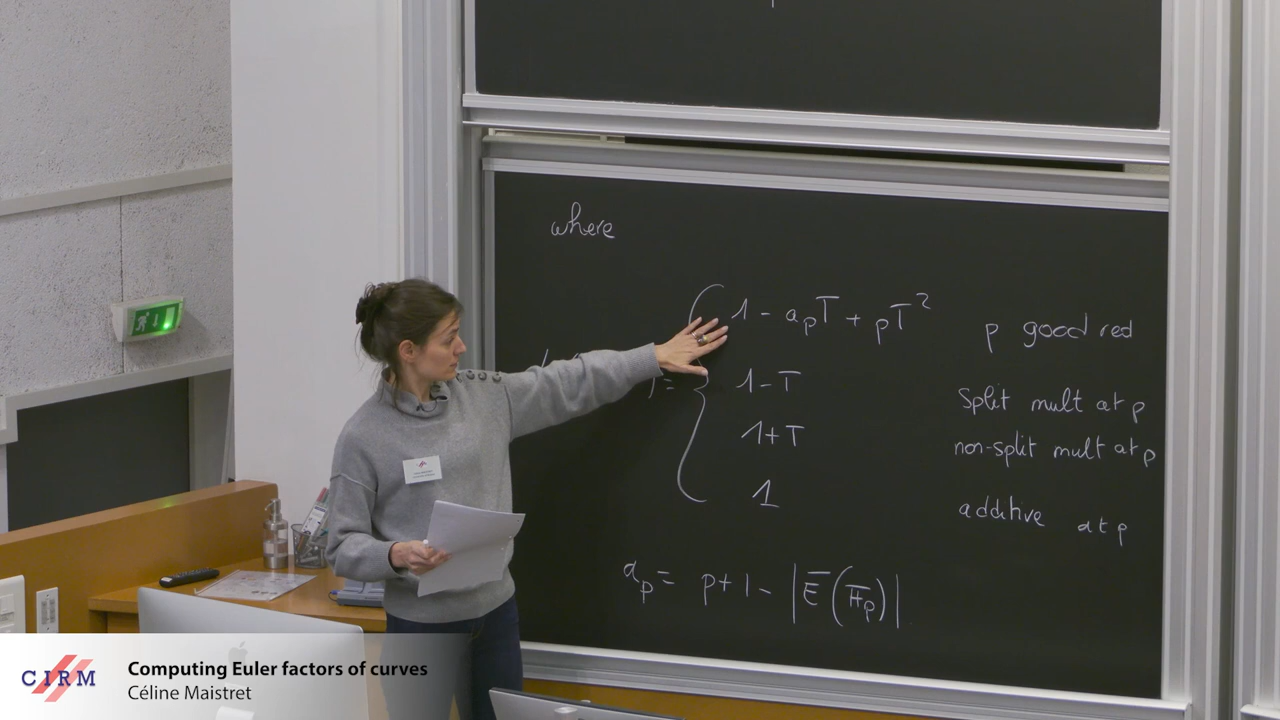 where
1 - a_p T + p T² p good red
= 1 - T split mult at p
1 + T non-split mult at p
1 additive at p
a_p = p + 1 - |E̅(𝔽_p)|
CIRM
Computing Euler factors of curves
Céline Maistret